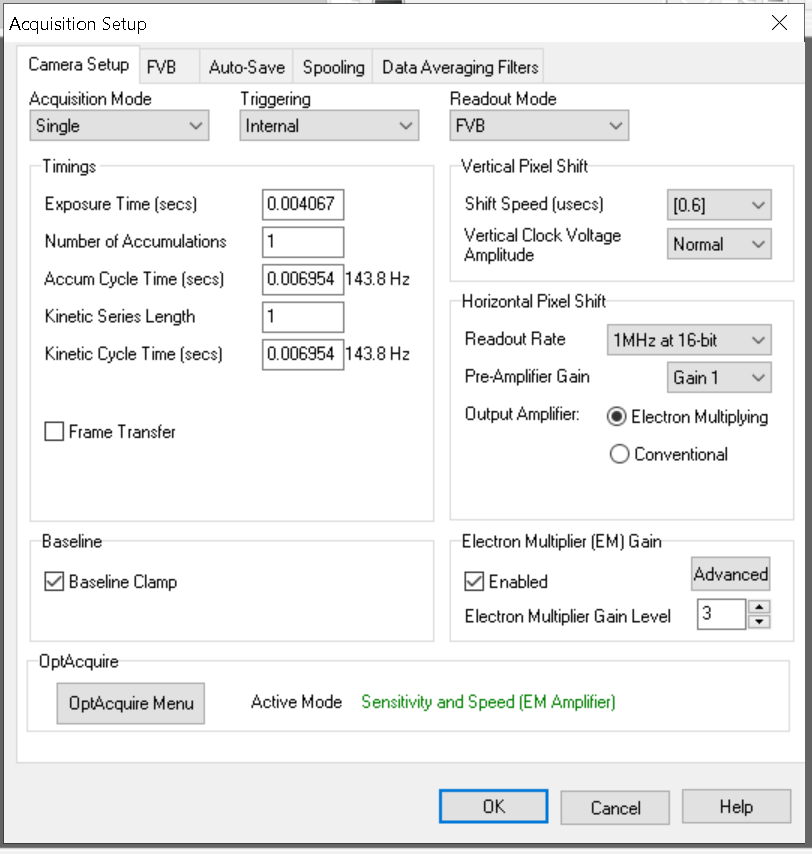 Acquisition Setup
Camera Setup FVB Auto-Save Spooling Data Averaging Filters
Acquisition Mode Triggering Readout Mode
Single Internal FVB
Timings
Exposure Time (secs) 0.004067
Number of Accumulations 1
Accum Cycle Time (secs) 0.006954 143.8 Hz
Kinetic Series Length 1
Kinetic Cycle Time (secs) 0.006954 143.8 Hz
Frame Transfer
Vertical Pixel Shift
Shift Speed (usecs) [0.6]
Vertical Clock Voltage
Amplitude Normal
Horizontal Pixel Shift
Readout Rate 1MHz at 16-bit
Pre-Amplifier Gain Gain 1
Output Amplifier: Electron Multiplying
Conventional
Baseline
Baseline Clamp
Electron Multiplier (EM) Gain
Enabled Advanced
Electron Multiplier Gain Level 3
OptAcquire
OptAcquire Menu Active Mode Sensitivity and Speed (EM Amplifier)
OK Cancel Help